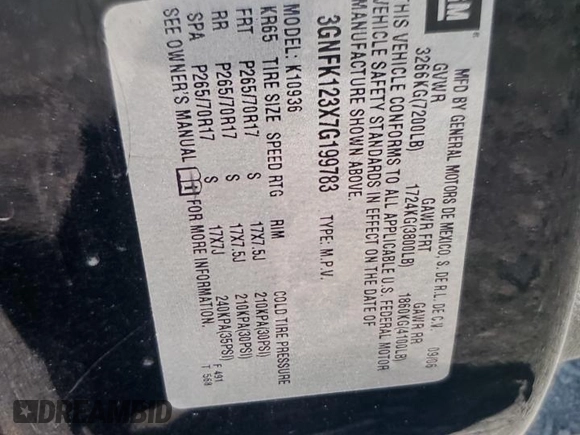 GM
MFD BY GENERAL MOTORS DE MEXICO, S. DE R.L. DE C.V. 09/06
GVWR GAWR FRT GAWR RR
3266KG(7200LB) 1724KG(3800LB) 1860KG(4100LB)
THIS VEHICLE CONFORMS TO ALL APPLICABLE U.S. FEDERAL MOTOR
VEHICLE SAFETY STANDARDS IN EFFECT ON THE DATE OF
MANUFACTURE SHOWN ABOVE.
3GNFK123X7G199783 TYPE: M.P.V.
MODEL: K10936
KR65 TIRE SIZE SPEED RTG RIM COLD TIRE PRESSURE
FRT P265/70R17 S 17X7.5J 210KPA(30PSI)
RR P265/70R17 S 17X7.5J 210KPA(30PSI)
SPA P265/70R17 S 17X7J 240KPA(35PSI)
SEE OWNER'S MANUAL FOR MORE INFORMATION
F 491
T 568
DREAMBID